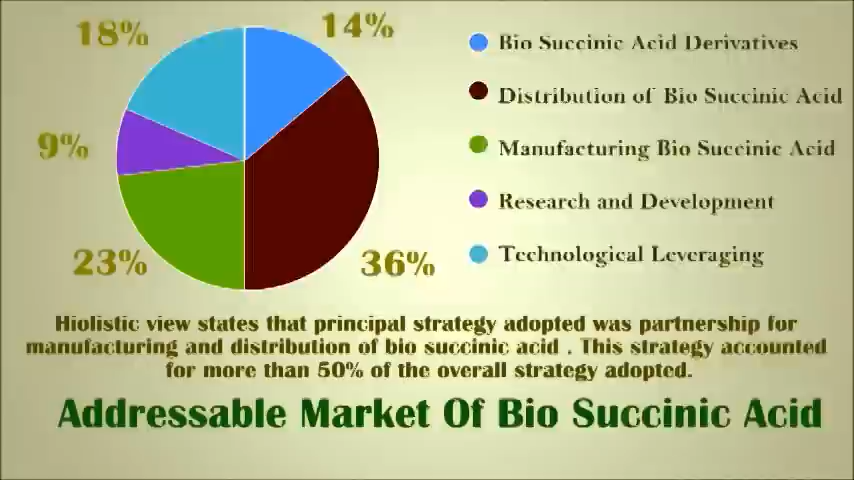 18%
14%
9%
23%
36%
Bio Succinic Acid Derivatives
Distribution of Bio Succinic Acid
Manufacturing Bio Succinic Acid
Research and Development
Technological Leveraging
Hiolistic view states that principal strategy adopted was partnership for
manufacturing and distribution of bio succinic acid . This strategy accounted
for more than 50% of the overall strategy adopted.
Addressable Market Of Bio Succinic Acid